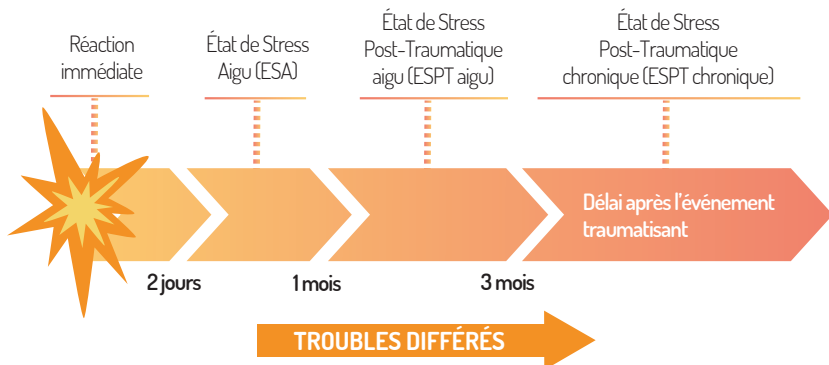 Réaction
immédiate
État de Stress
Aigu (ESA)
État de Stress
Post-Traumatique
aigu (ESPT aigu)
État de Stress
Post-Traumatique
chronique (ESPT chronique)
Délai après l'événement
traumatisant
2 jours
1 mois
3 mois
TROUBLES DIFFÉRÉS